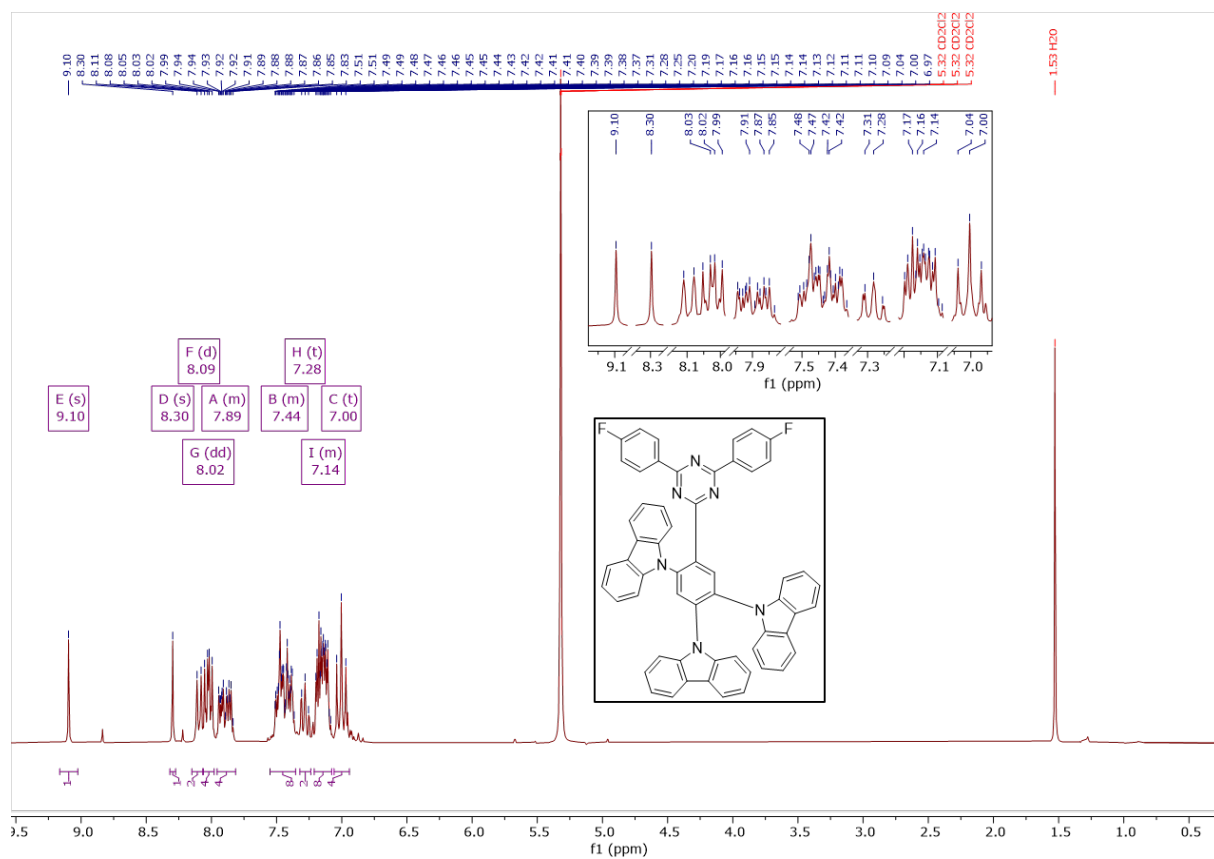 9.10 8.30 8.11 8.08 8.05 8.03 8.02 7.99 7.94 7.94 7.93 7.92 7.92 7.91 7.89 7.88 7.88 7.87 7.86 7.85 7.83 7.51 7.51 7.49 7.49 7.48 7.47 7.46 7.46 7.45 7.45 7.44 7.43 7.42 7.42 7.41 7.41 7.40 7.39 7.39 7.38 7.37 7.31 7.28 7.25 7.20 7.19 7.17 7.16 7.16 7.15 7.15 7.14 7.14 7.13 7.12 7.11 7.11 7.10 7.09 7.04 7.00 6.97 5.32 CD2Cl2 5.32 CD2Cl2 5.32 CD2Cl2 1.53 H2O
9.10 8.30 8.03 8.02 7.99 7.91 7.87 7.85 7.48 7.47 7.42 7.42 7.31 7.28 7.17 7.16 7.14 7.04 7.00
9.1 8.3 8.1 8.0 7.9 7.5 7.4 7.3 7.1 7.0
f1 (ppm)
F (d)
8.09
H (t)
7.28
E (s)
9.10
D (s)
8.30
A (m)
7.89
B (m)
7.44
C (t)
7.00
G (dd)
8.02
I (m)
7.14
F F
N
N N
N N
N
1 1 2 4 4 8 2 8 4
9.5 9.0 8.5 8.0 7.5 7.0 6.5 6.0 5.5 5.0 4.5 4.0 3.5 3.0 2.5 2.0 1.5 1.0 0.5
f1 (ppm)